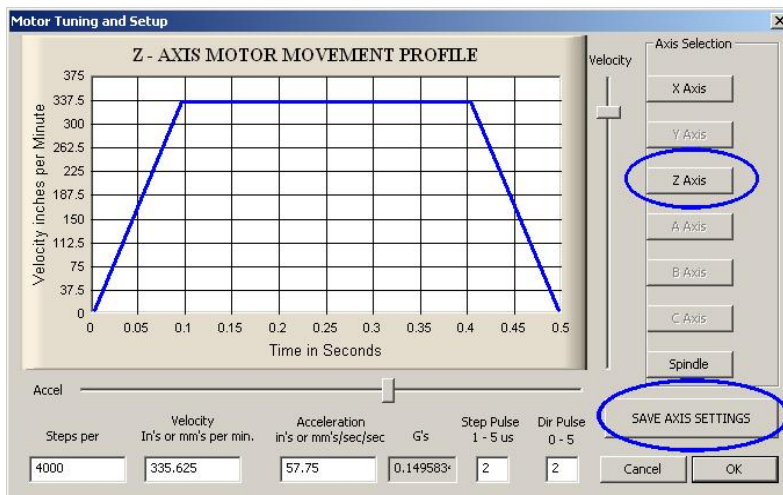 Motor Tuning and Setup
Z - AXIS MOTOR MOVEMENT PROFILE
Velocity inches per Minute
375
337.5
300
262.5
225
187.5
150
112.5
75
37.5
0
0 0.05 0.1 0.15 0.2 0.25 0.3 0.35 0.4 0.45 0.5
Time in Seconds
Velocity
Axis Selection
X Axis
Y Axis
Z Axis
A Axis
B Axis
C Axis
Spindle
Accel
SAVE AXIS SETTINGS
Steps per
Velocity
In's or mm's per min.
Acceleration
in's or mm's/sec/sec
G's
Step Pulse
1 - 5 us
Dir Pulse
0 - 5
4000
335.625
57.75
0.149583
2
2
Cancel
OK